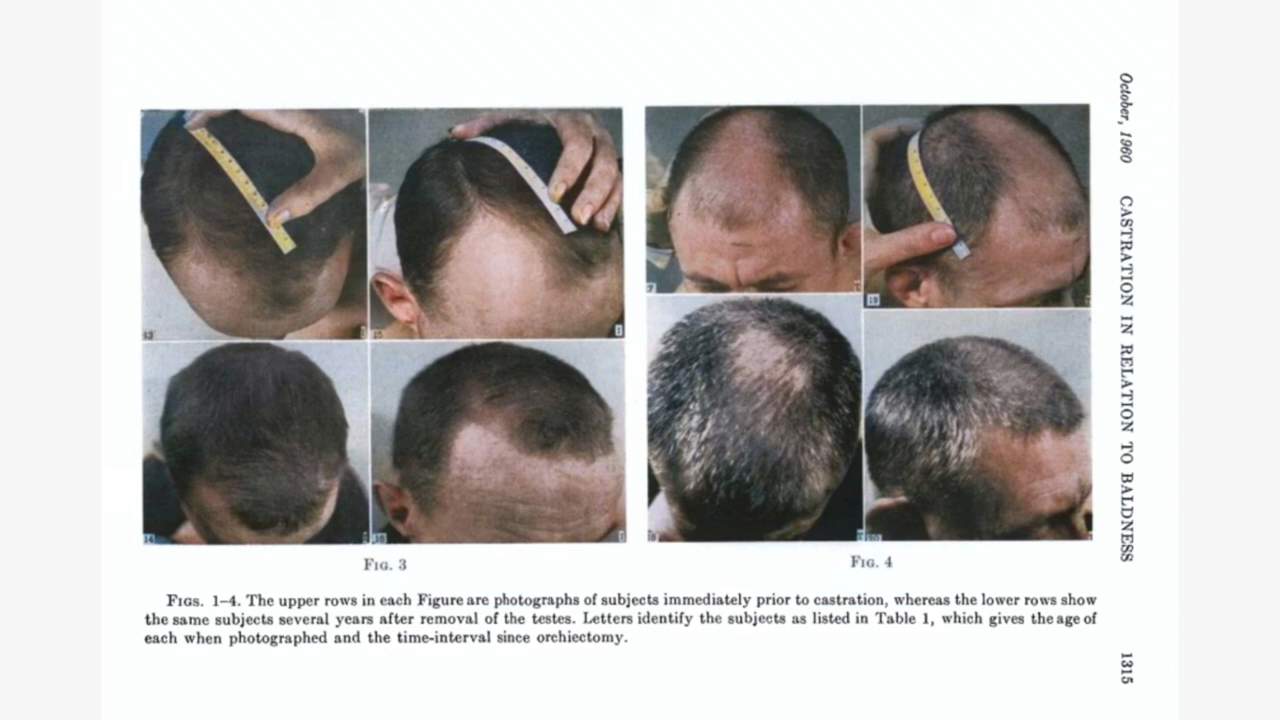 October, 1960 CASTRATION IN RELATION TO BALDNESS 1315
19
FIG. 3
FIG. 4
FIGS. 1–4. The upper rows in each Figure are photographs of subjects immediately prior to castration, whereas the lower rows show
the same subjects several years after removal of the testes. Letters identify the subjects as listed in Table 1, which gives the age of
each when photographed and the time-interval since orchiectomy.